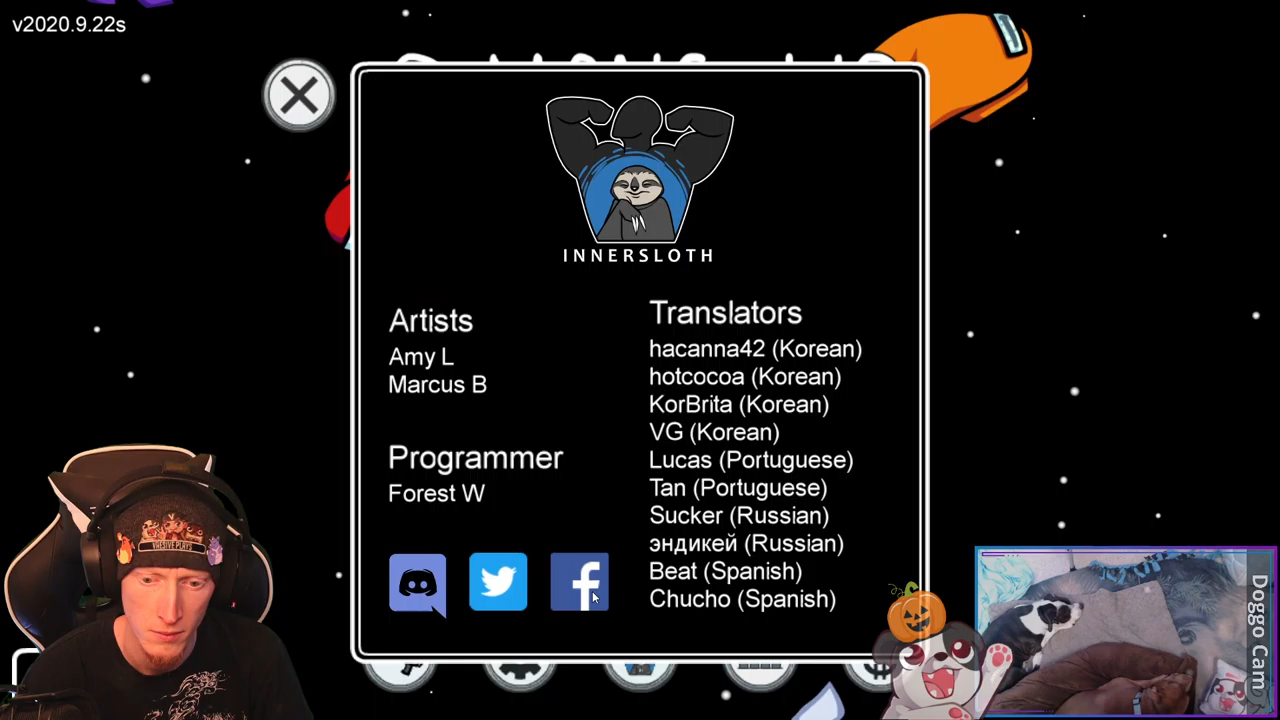 v2020.9.22s
INNERSLOTH
Artists
Amy L
Marcus B
Programmer
Forest W
Translators
hacanna42 (Korean)
hotcocoa (Korean)
KorBrita (Korean)
VG (Korean)
Lucas (Portuguese)
Tan (Portuguese)
Sucker (Russian)
эндикей (Russian)
Beat (Spanish)
Chucho (Spanish)
Doggo Cam